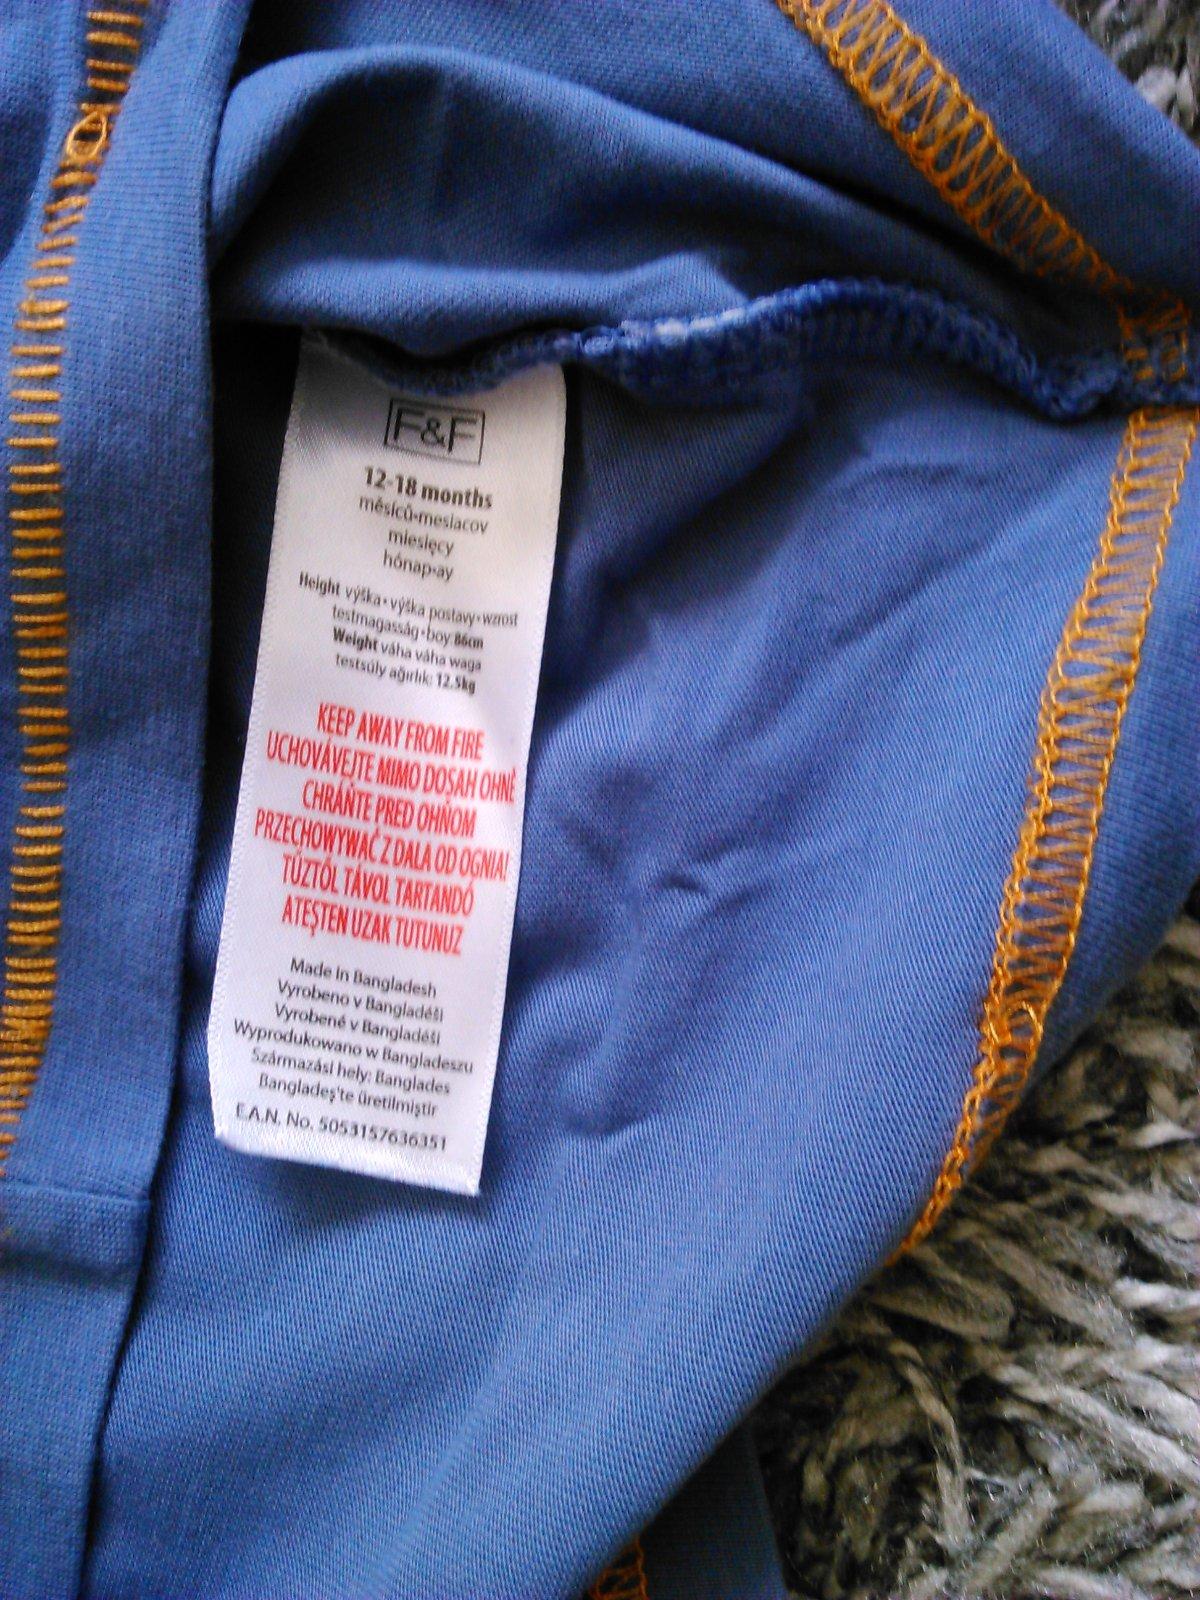 F&F
12-18 months
měsíců•mesiacov
miesięcy
hónap•ay
Height výška • výška postavy • wzrost
testmagasság • boy 86cm
Weight váha váha waga
testsúly ağırlık: 12.5kg
KEEP AWAY FROM FIRE
UCHOVÁVEJTE MIMO DOSAH OHNĚ
CHRÁŇTE PRED OHŇOM
PRZECHOWYWAĆ Z DALA OD OGNIA!
TŰZTŐL TÁVOL TARTANDÓ
ATEŞTEN UZAK TUTUNUZ
Made in Bangladesh
Vyrobeno v Bangladéši
Vyrobené v Bangladéši
Wyprodukowano w Bangladeszu
Származási hely: Banglades
Bangladeş'te üretilmiştir
E.A.N. No. 5053157636351